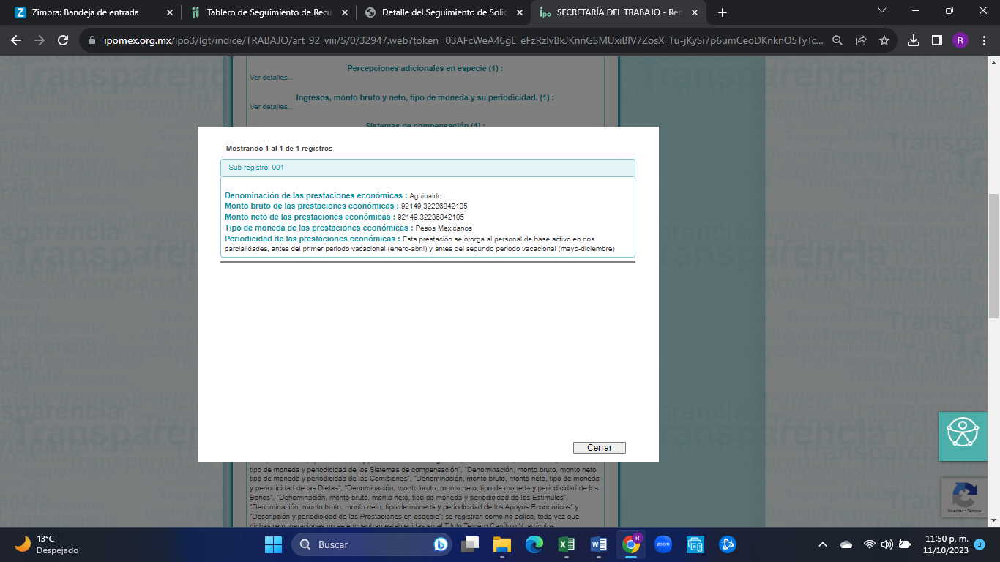 Zimbra: Bandeja de entrada
Tablero de Seguimiento de Recu
Detalle del Seguimiento de Solic
SECRETARÍA DEL TRABAJO - Rem
ipomex.org.mx/ipo3/lgt/indice/TRABAJO/art_92_viii/5/0/32947.web?token=03AFcWeA46gE_eFzRzlvBkJKnnGSMUxiBlV7ZosX_Tu-jKySi7p6umCeoDKnknO5TyTc...
R
Percepciones adicionales en especie (1) :
Ver detalles...
Ingresos, monto bruto y neto, tipo de moneda y su periodicidad. (1) :
Ver detalles...
Sistemas de compensación (1) :
Mostrando 1 al 1 de 1 registros
Sub-registro: 001
Denominación de las prestaciones económicas : Aguinaldo
Monto bruto de las prestaciones económicas : 92149.32236842105
Monto neto de las prestaciones económicas : 92149.32236842105
Tipo de moneda de las prestaciones económicas : Pesos Mexicanos
Periodicidad de las prestaciones económicas : Esta prestación se otorga al personal de base activo en dos
parcialidades, antes del primer periodo vacacional (enero-abril) y antes del segundo periodo vacacional (mayo-diciembre)
Cerrar
tipo de moneda y periodicidad de los Sistemas de compensación", "Denominación, monto bruto, monto neto,
tipo de moneda y periodicidad de las Comisiones", "Denominación, monto bruto, monto neto, tipo de moneda
y periodicidad de las Dietas", "Denominación, monto bruto, monto neto, tipo de moneda y periodicidad de los
Bonos", "Denominación, monto bruto, monto neto, tipo de moneda y periodicidad de los Estimulos",
"Denominación, monto bruto, monto neto, tipo de moneda y periodicidad de los Apoyos Economicos" y
"Descripción y periodicidad de las Prestaciones en especie"; se registran como no aplica, toda vez que
dichas remuneraciones no se encuentran establecidas en el Titulo Tercero Capítulo V, artículos
Privacidad - Términos
13°C
Despejado
Buscar
zoom
11:50 p. m.
11/10/2023
3